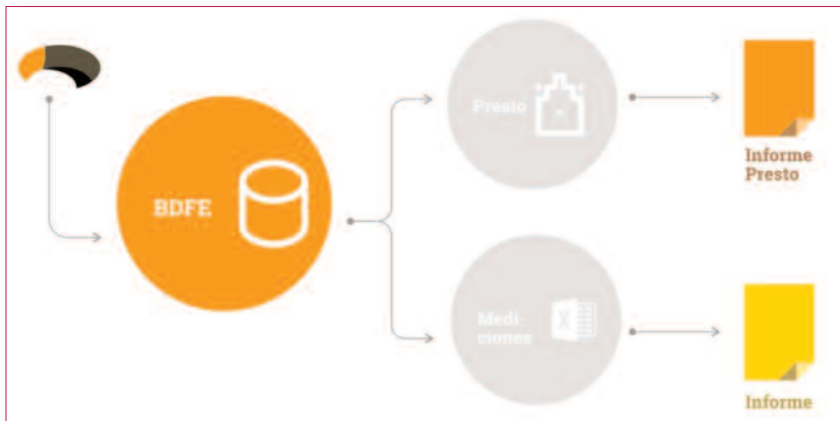 Presto
BDFE
Informe
Presto
Medi-
ciones
X
Informe